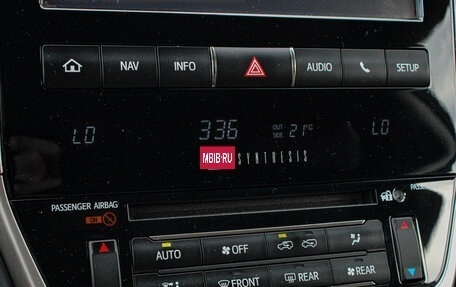 NAV INFO AUDIO SETUP
LO 336 OUT SIDE 21°C LO
MBIB.RU SYNTHESIS
PASSENGER AIRBAG
ON
AUTO OFF
FRONT REAR REAR